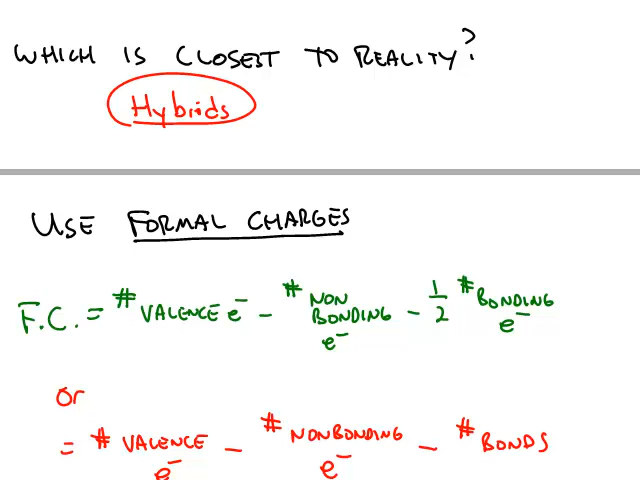 WHICH IS CLOSEST TO REALITY?
Hybrids
USE FORMAL CHARGES
F.C. = # VALENCE e⁻ - # NON BONDING e⁻ - 1/2 # BONDING e⁻
or
= # VALENCE e⁻ - # NONBONDING e⁻ - # BONDS